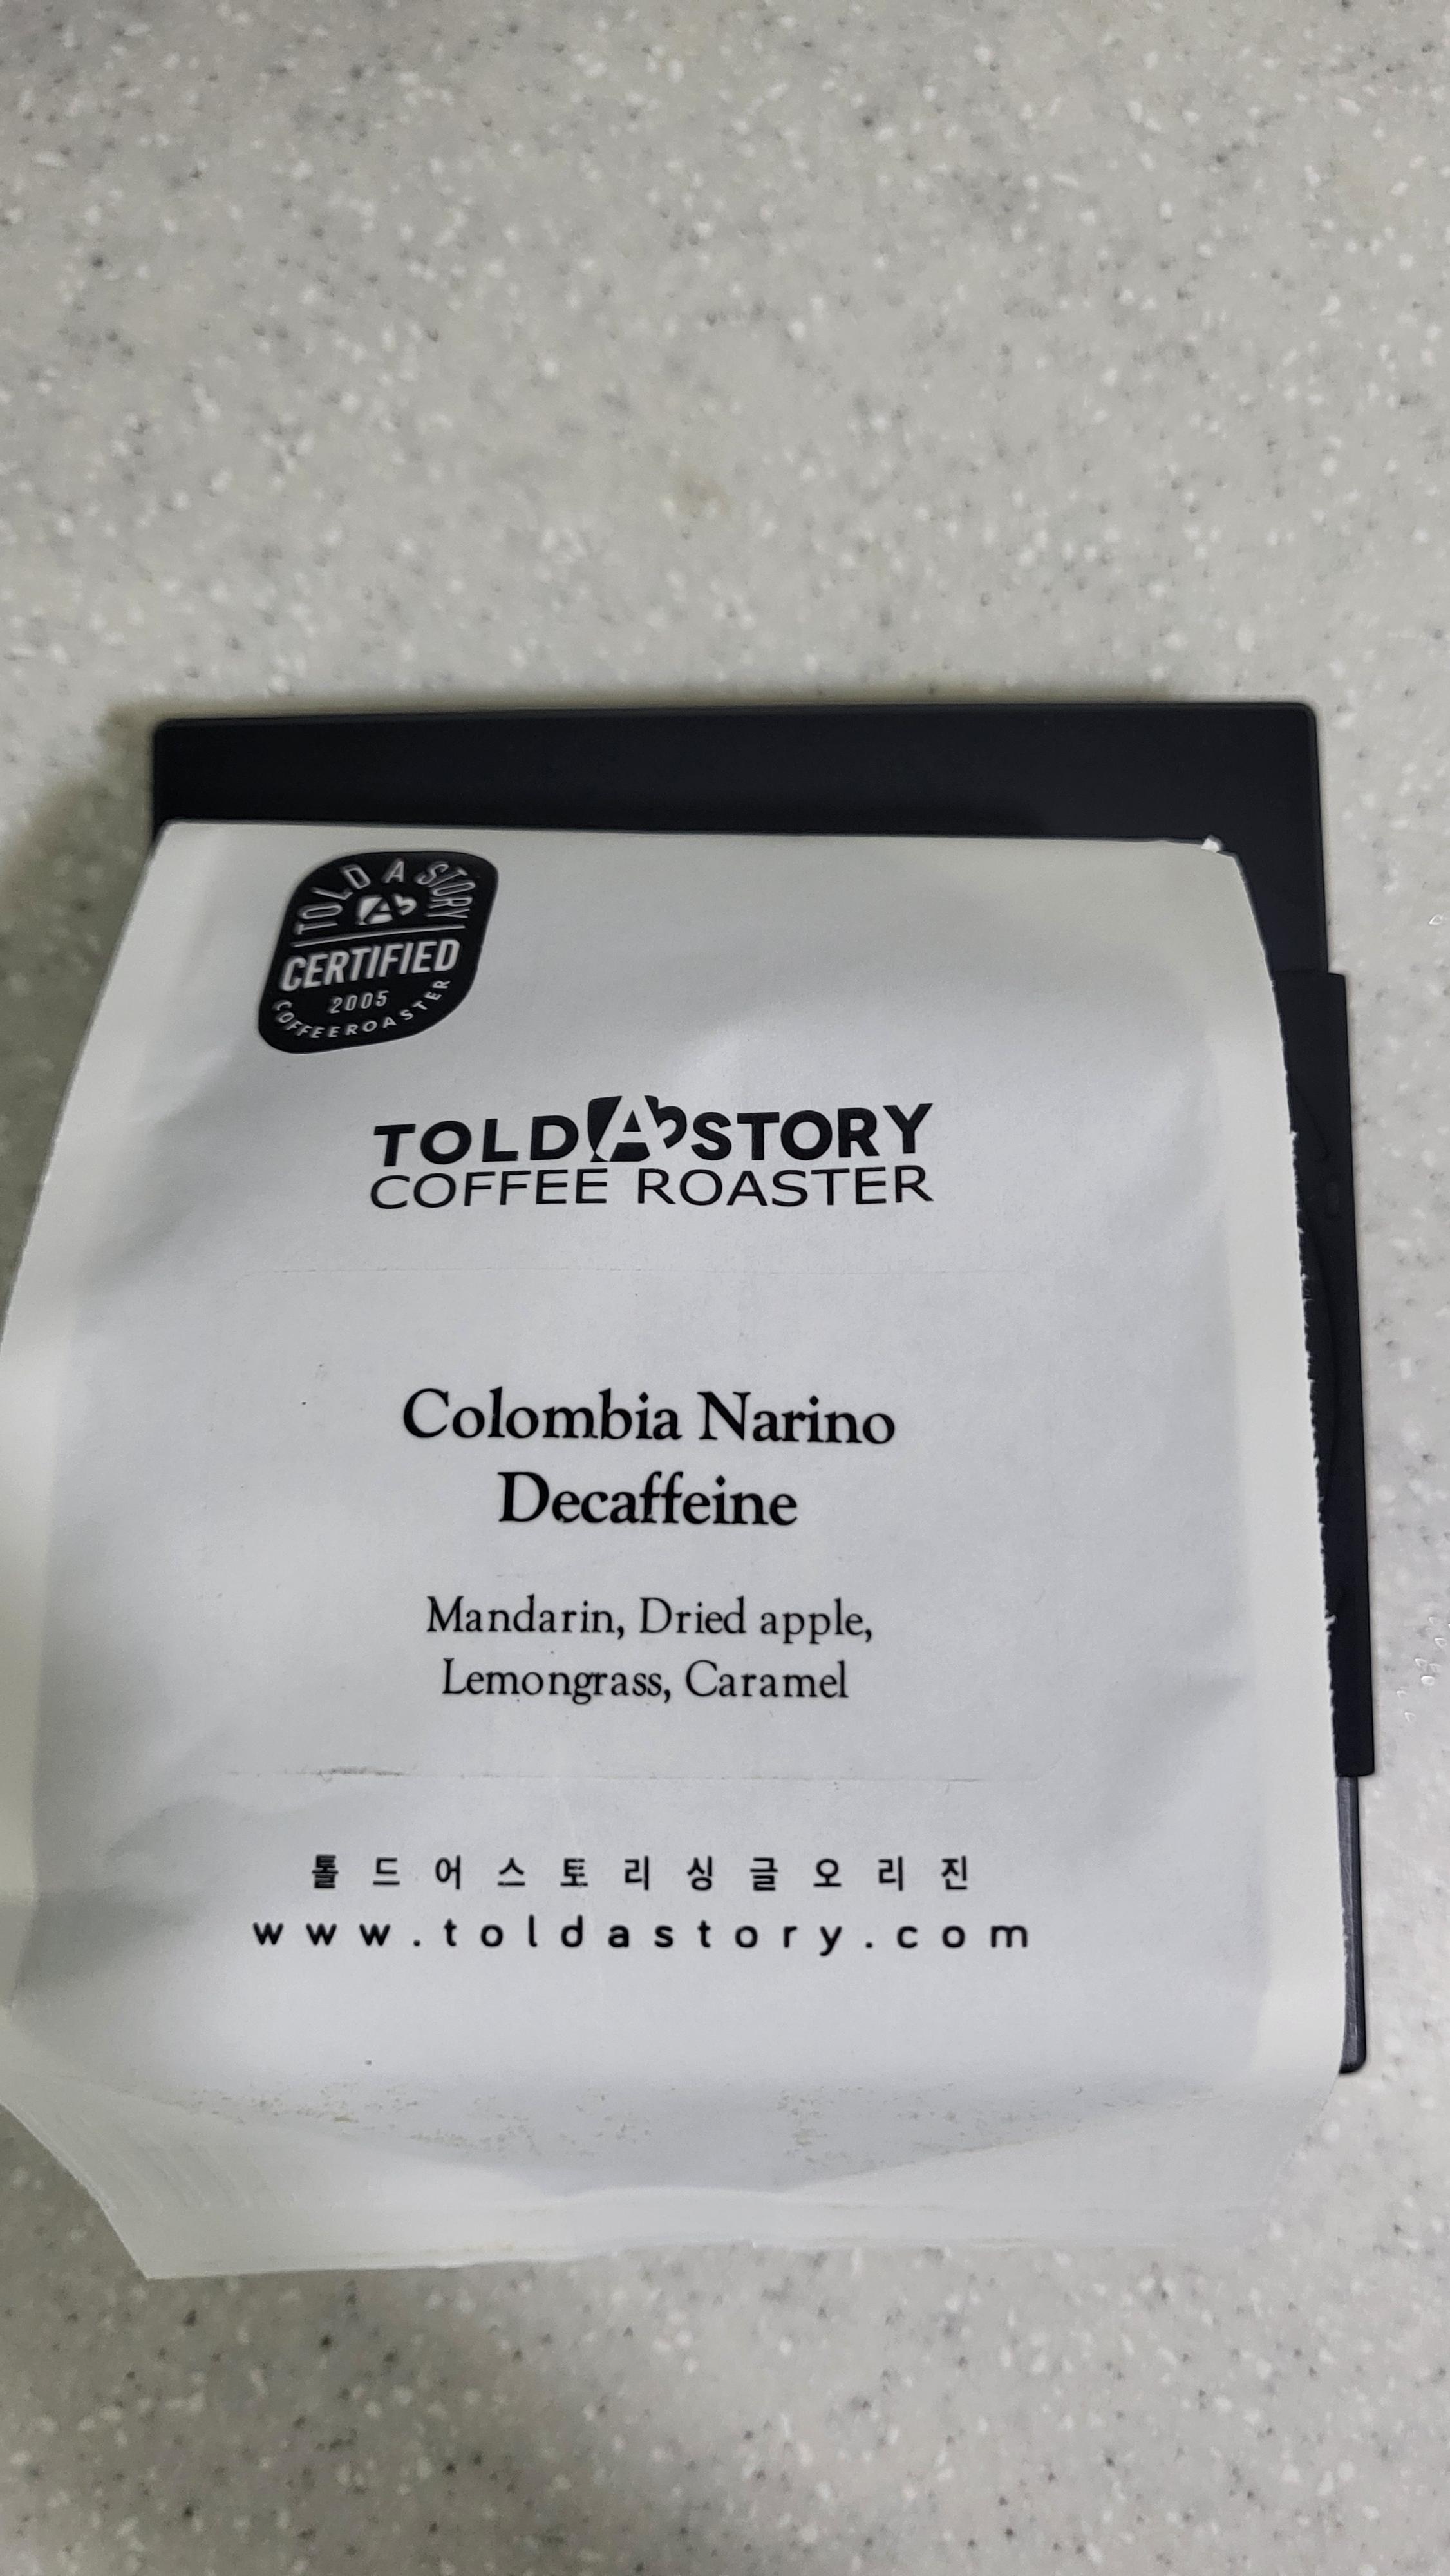 TOLD A STORY
CERTIFIED
2005
COFFEEROASTER
TOLD A STORY
COFFEE ROASTER
Colombia Narino
Decaffeine
Mandarin, Dried apple,
Lemongrass, Caramel
톨드어스토리싱글오리진
www.toldastory.com